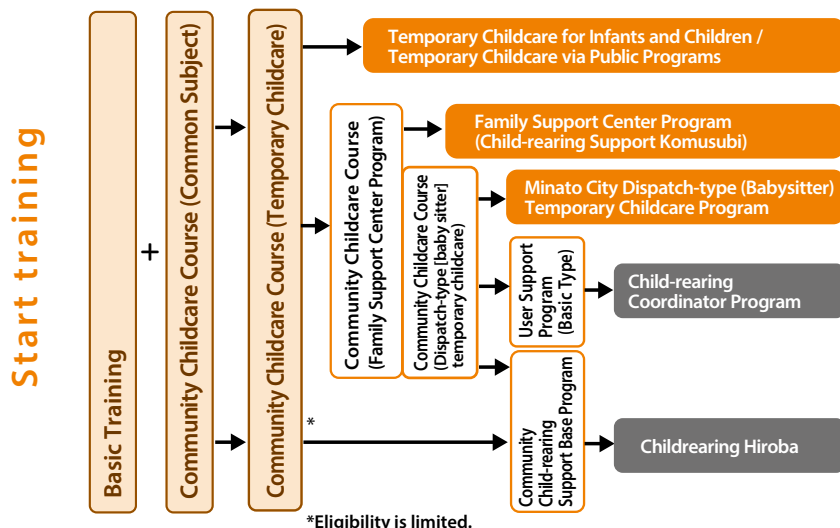 Start training
Basic Training
+
Community Childcare Course (Common Subject)
Community Childcare Course (Temporary Childcare)
Temporary Childcare for Infants and Children /
Temporary Childcare via Public Programs
Community Childcare Course
(Family Support Center Program)
Family Support Center Program
(Child-rearing Support Komusubi)
Community Childcare Course
(Dispatch-type [baby sitter]
temporary childcare)
Minato City Dispatch-type (Babysitter)
Temporary Childcare Program
User Support
Program
(Basic Type)
Child-rearing
Coordinator Program
*
Community
Child-rearing
Support Base Program
Childrearing Hiroba
*Eligibility is limited.